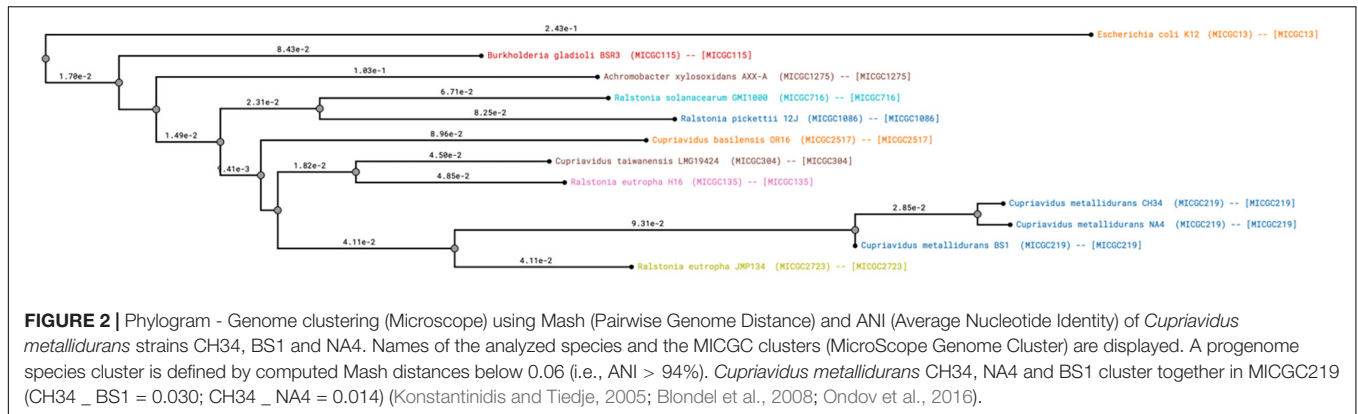 2.43e-1
Escherichia coli K12 (MICGC13) -- [MICGC13]
8.43e-2
Burkholderia gladioli BSR3 (MICGC115) -- [MICGC115]
1.70e-2
1.03e-1
Achromobacter xylosoxidans AXX-A (MICGC1275) -- [MICGC1275]
6.71e-2
Ralstonia solanacearum GMI1000 (MICGC716) -- [MICGC716]
2.31e-2
8.25e-2
Ralstonia pickettii 12J (MICGC1086) -- [MICGC1086]
1.49e-2
8.96e-2
Cupriavidus basilensis OR16 (MICGC2517) -- [MICGC2517]
4.50e-2
Cupriavidus taiwanensis LMG19424 (MICGC304) -- [MICGC304]
1.82e-2
.41e-3
4.85e-2
Ralstonia eutropha H16 (MICGC135) -- [MICGC135]
Cupriavidus metallidurans CH34 (MICGC219) -- [MICGC219]
2.85e-2
Cupriavidus metallidurans NA4 (MICGC219) -- [MICGC219]
9.31e-2
Cupriavidus metallidurans BS1 (MICGC219) -- [MICGC219]
4.11e-2
4.11e-2
Ralstonia eutropha JMP134 (MICGC2723) -- [MICGC2723]
FIGURE 2 | Phylogram - Genome clustering (Microscope) using Mash (Pairwise Genome Distance) and ANI (Average Nucleotide Identity) of Cupriavidus
metallidurans strains CH34, BS1 and NA4. Names of the analyzed species and the MICGC clusters (MicroScope Genome Cluster) are displayed. A progenome
species cluster is defined by computed Mash distances below 0.06 (i.e., ANI > 94%). Cupriavidus metallidurans CH34, NA4 and BS1 cluster together in MICGC219
(CH34 _ BS1 = 0.030; CH34 _ NA4 = 0.014) (Konstantinidis and Tiedje, 2005; Blondel et al., 2008; Ondov et al., 2016).